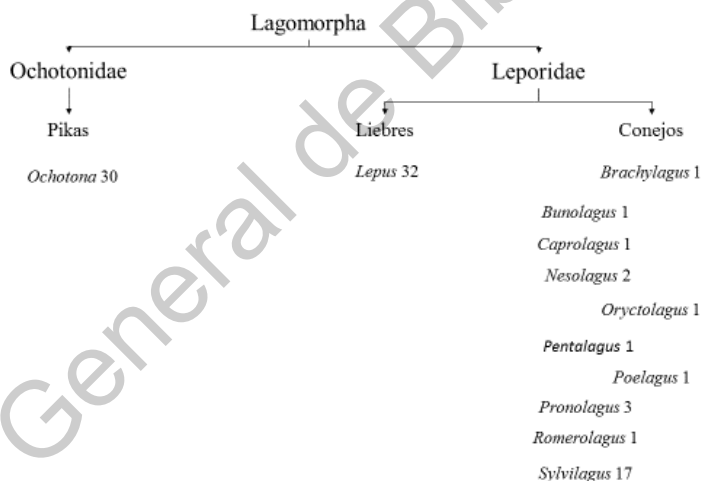 Lagomorpha
Ochotonidae Leporidae
Pikas Liebres Conejos
Ochotona 30 Lepus 32 Brachylagus 1
Bunolagus 1
Caprolagus 1
Nesolagus 2
Oryctolagus 1
Pentalagus 1
Poelagus 1
Pronolagus 3
Romerolagus 1
Sylvilagus 17
General de Bib